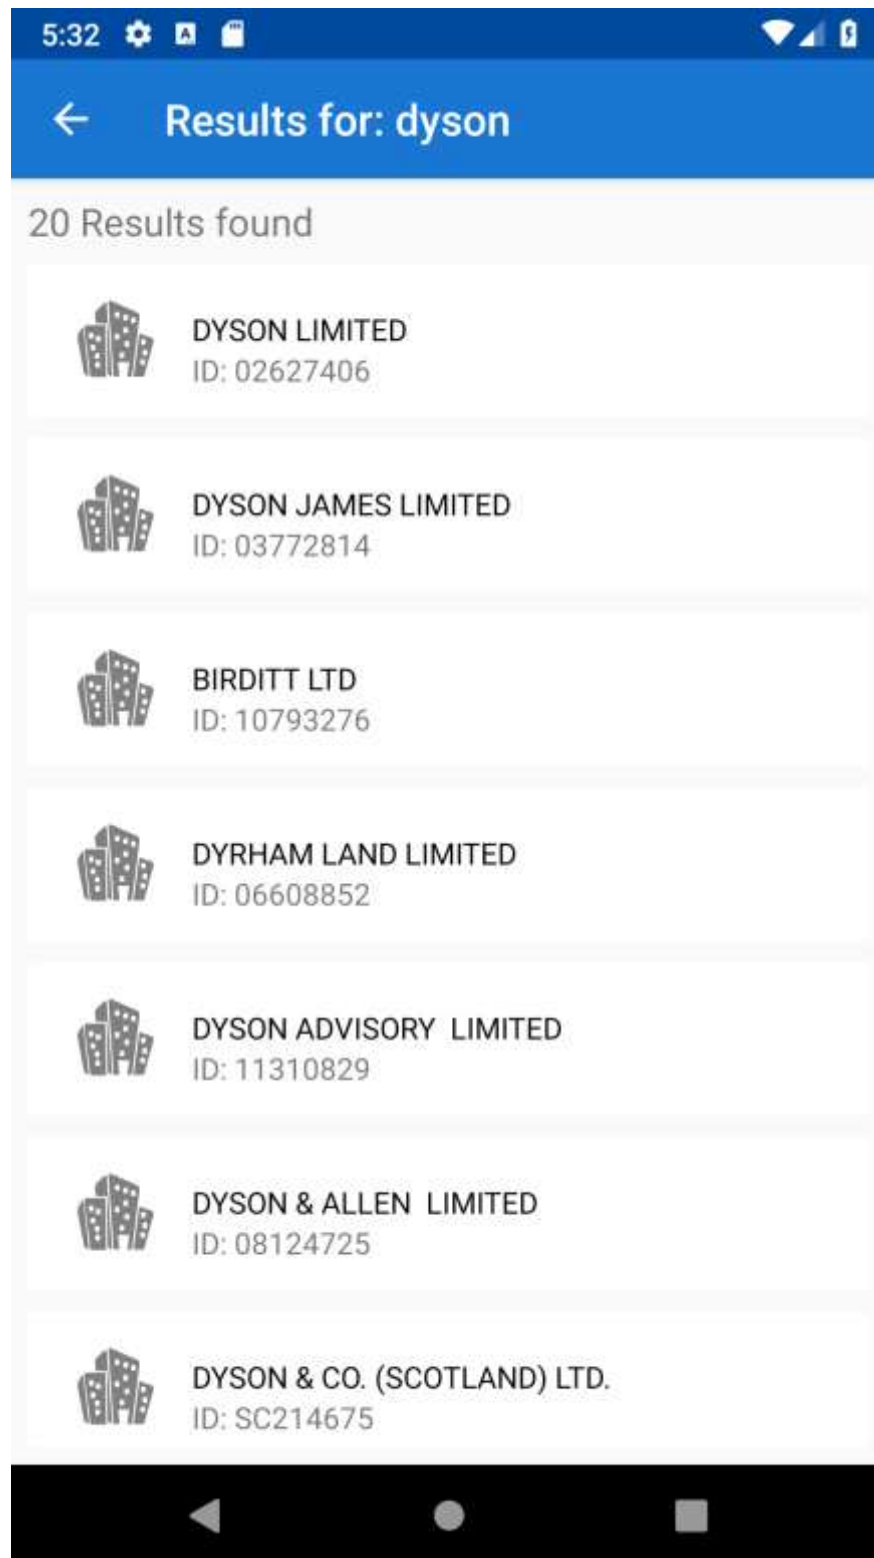 5:32
Results for: dyson
20 Results found
DYSON LIMITED
ID: 02627406
DYSON JAMES LIMITED
ID: 03772814
BIRDITT LTD
ID: 10793276
DYRHAM LAND LIMITED
ID: 06608852
DYSON ADVISORY  LIMITED
ID: 11310829
DYSON & ALLEN  LIMITED
ID: 08124725
DYSON & CO. (SCOTLAND) LTD.
ID: SC214675